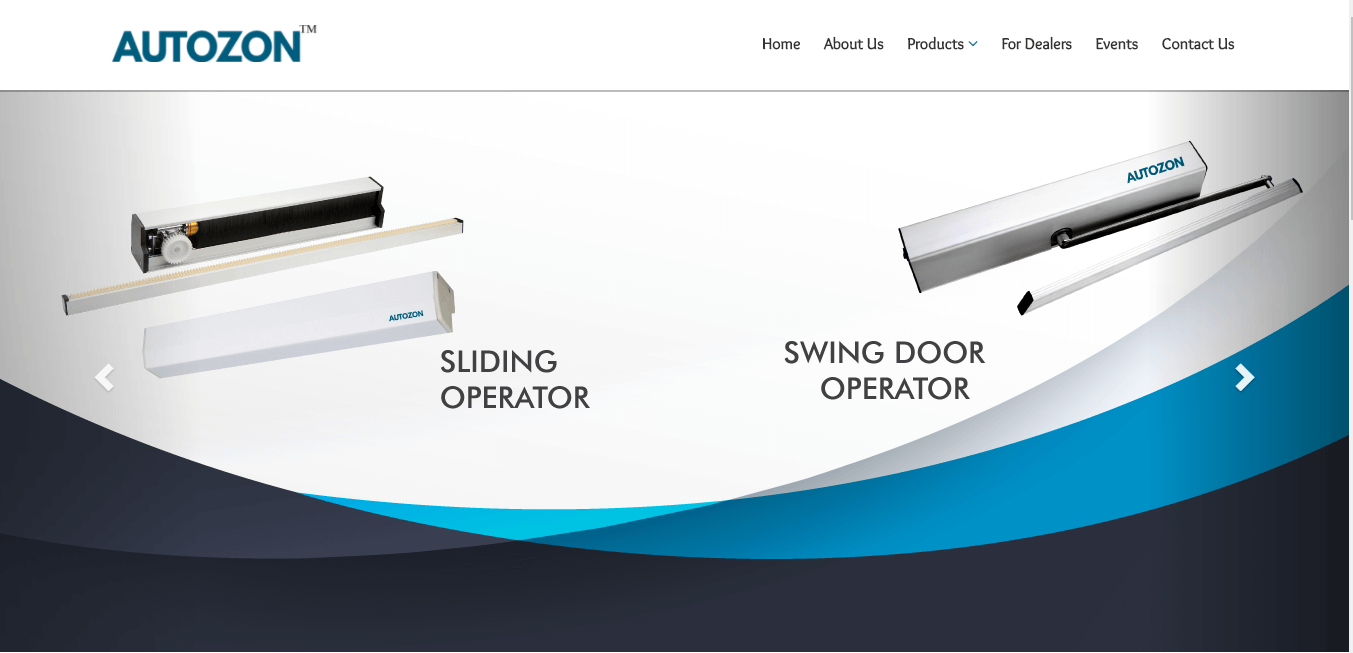 AUTOZON™
Home About Us Products For Dealers Events Contact Us
AUTOZON
AUTOZON
SLIDING
OPERATOR
SWING DOOR
OPERATOR